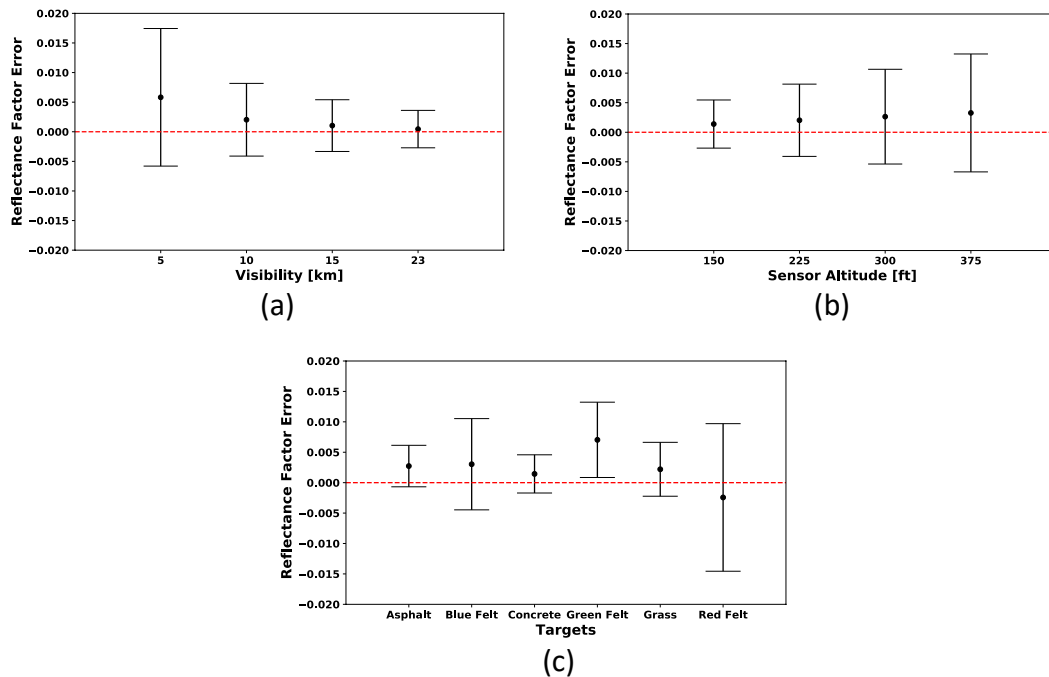 0.020
0.015
0.010
0.005
0.000
−0.005
−0.010
−0.015
−0.020
Reflectance Factor Error
5 10 15 23
Visibility [km]
(a)
0.020
0.015
0.010
0.005
0.000
−0.005
−0.010
−0.015
−0.020
Reflectance Factor Error
150 225 300 375
Sensor Altitude [ft]
(b)
0.020
0.015
0.010
0.005
0.000
−0.005
−0.010
−0.015
−0.020
Reflectance Factor Error
Asphalt Blue Felt Concrete Green Felt Grass Red Felt
Targets
(c)